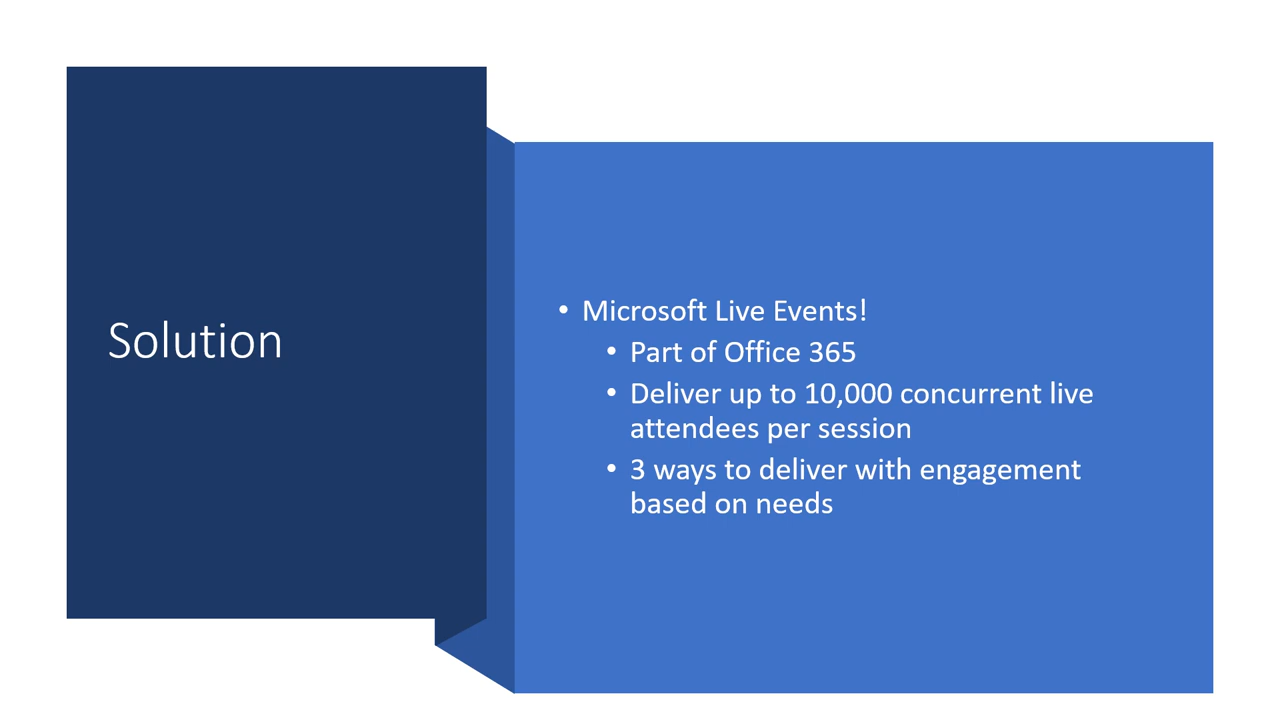 Solution
• Microsoft Live Events!
• Part of Office 365
• Deliver up to 10,000 concurrent live
attendees per session
• 3 ways to deliver with engagement
based on needs